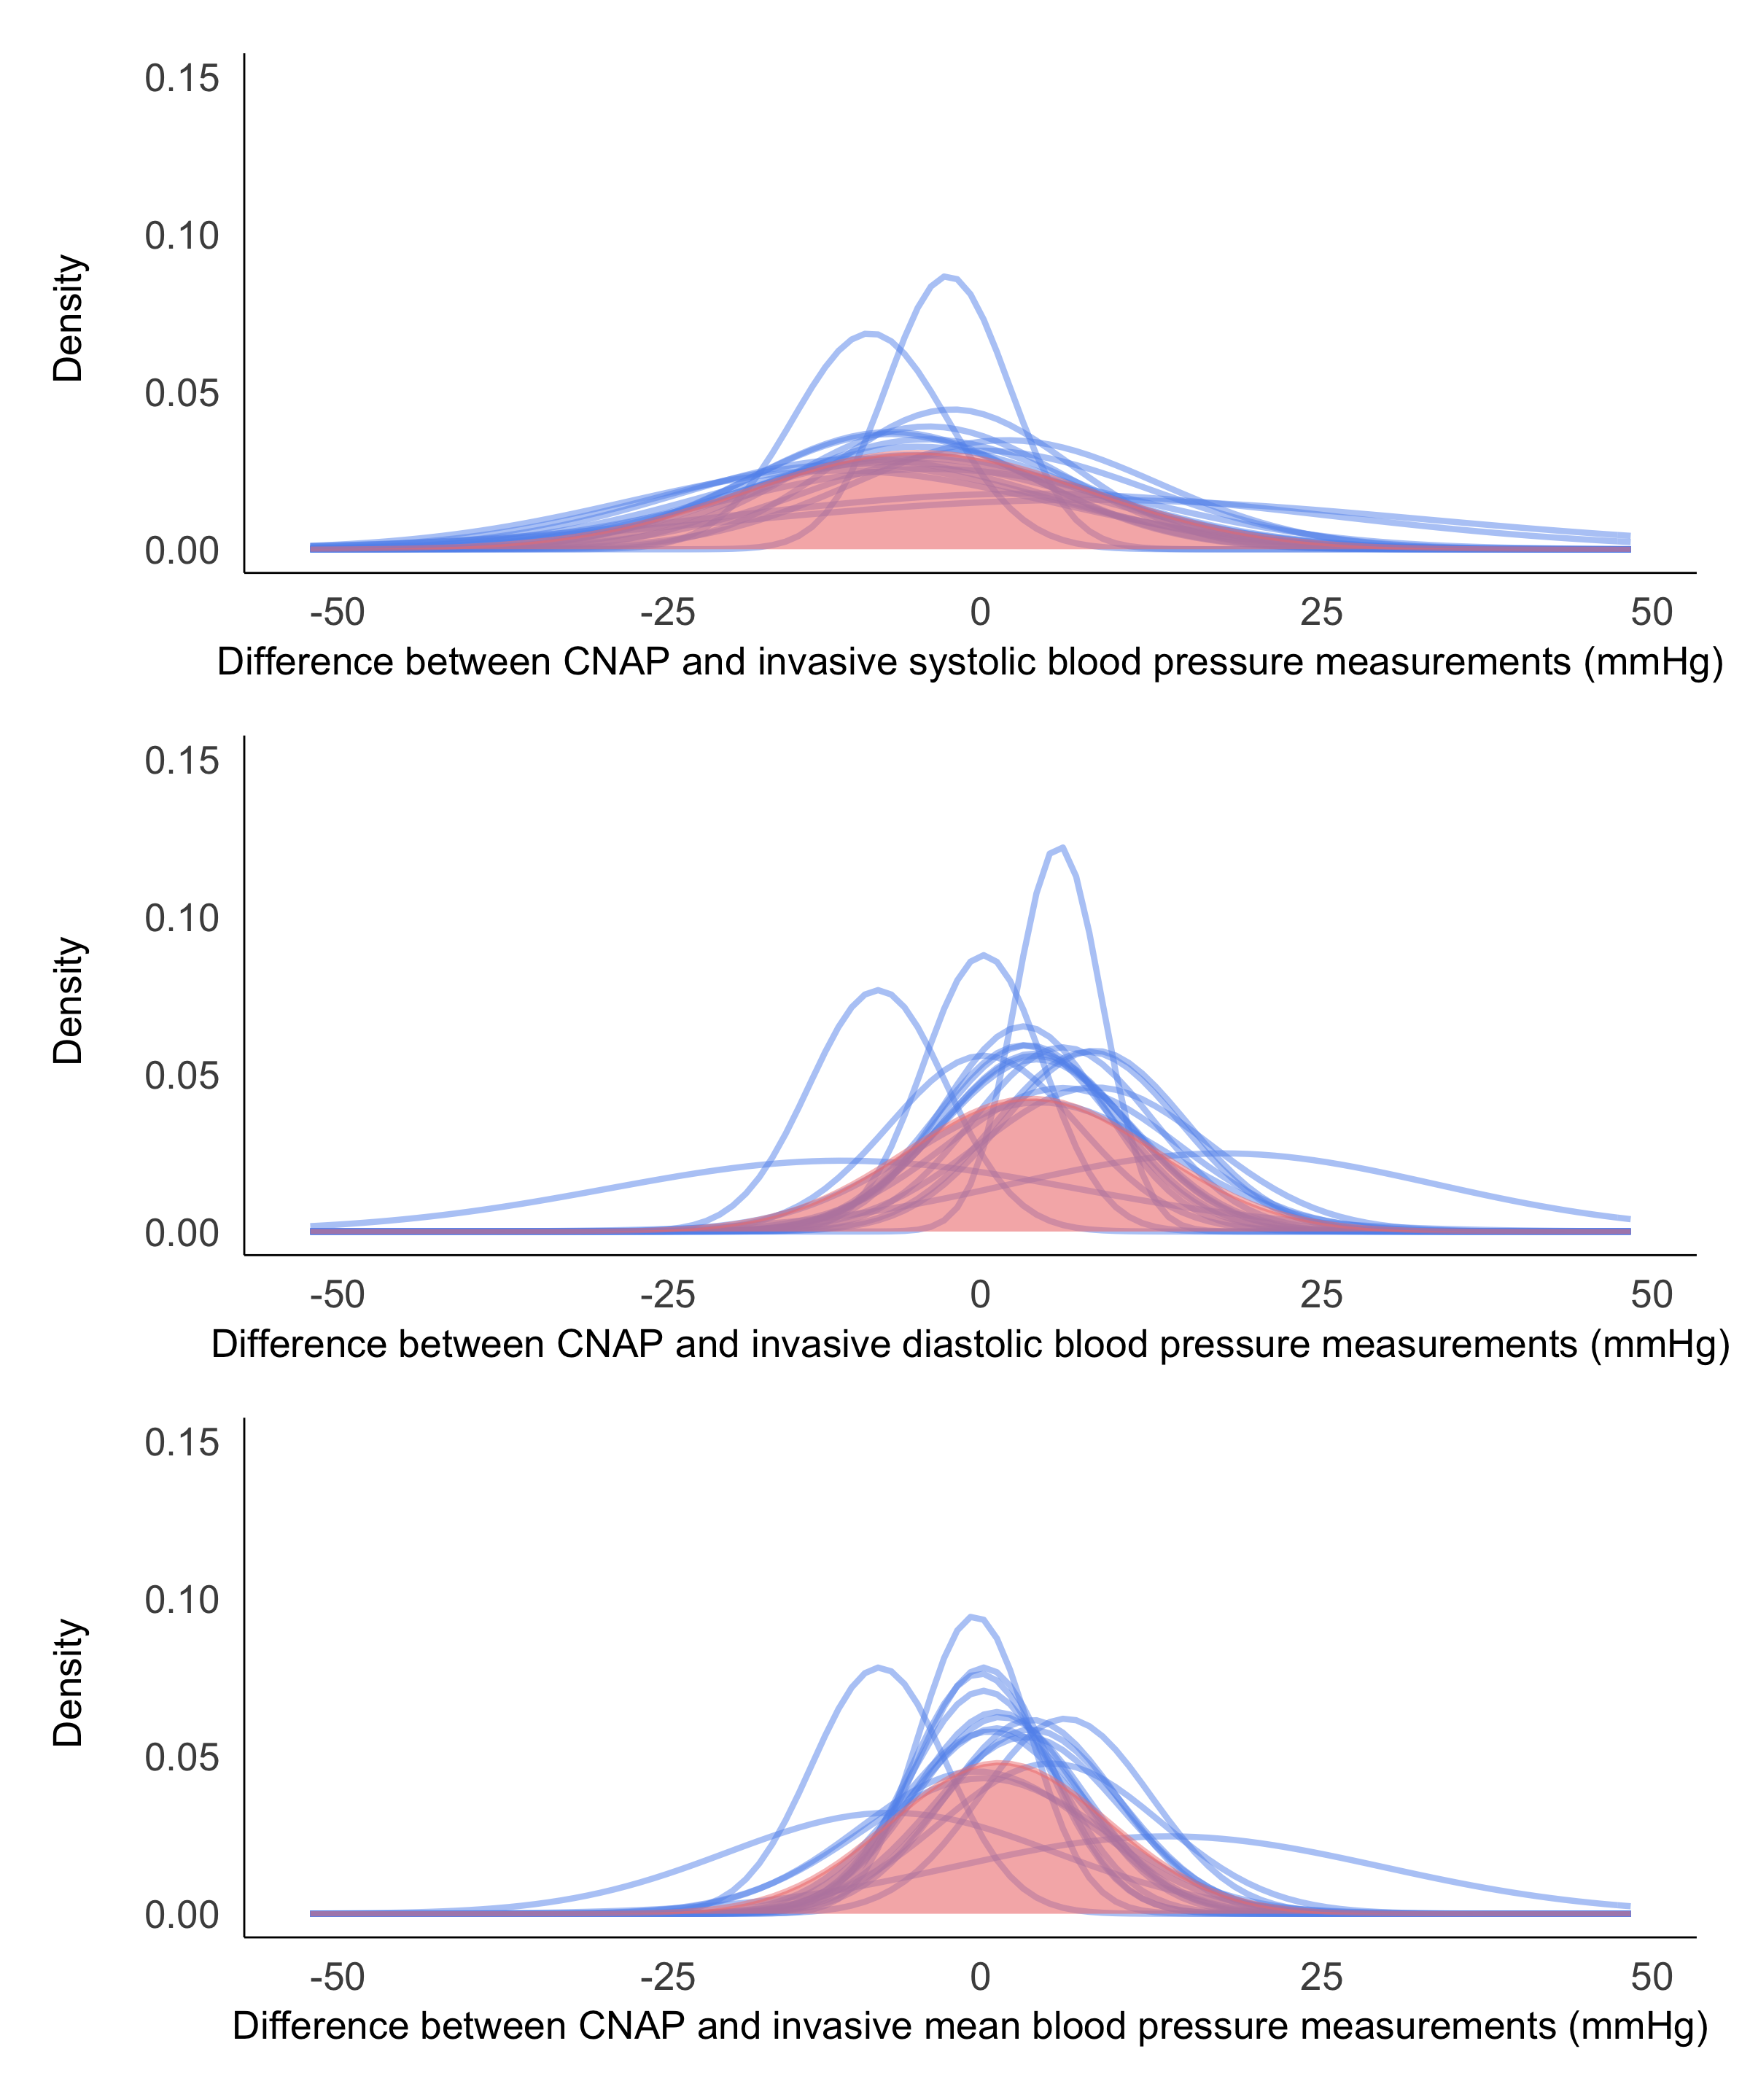 0.15
0.10
0.05
0.00
Density
-50 -25 0 25 50
Difference between CNAP and invasive systolic blood pressure measurements (mmHg)
0.15
0.10
0.05
0.00
Density
-50 -25 0 25 50
Difference between CNAP and invasive diastolic blood pressure measurements (mmHg)
0.15
0.10
0.05
0.00
Density
-50 -25 0 25 50
Difference between CNAP and invasive mean blood pressure measurements (mmHg)